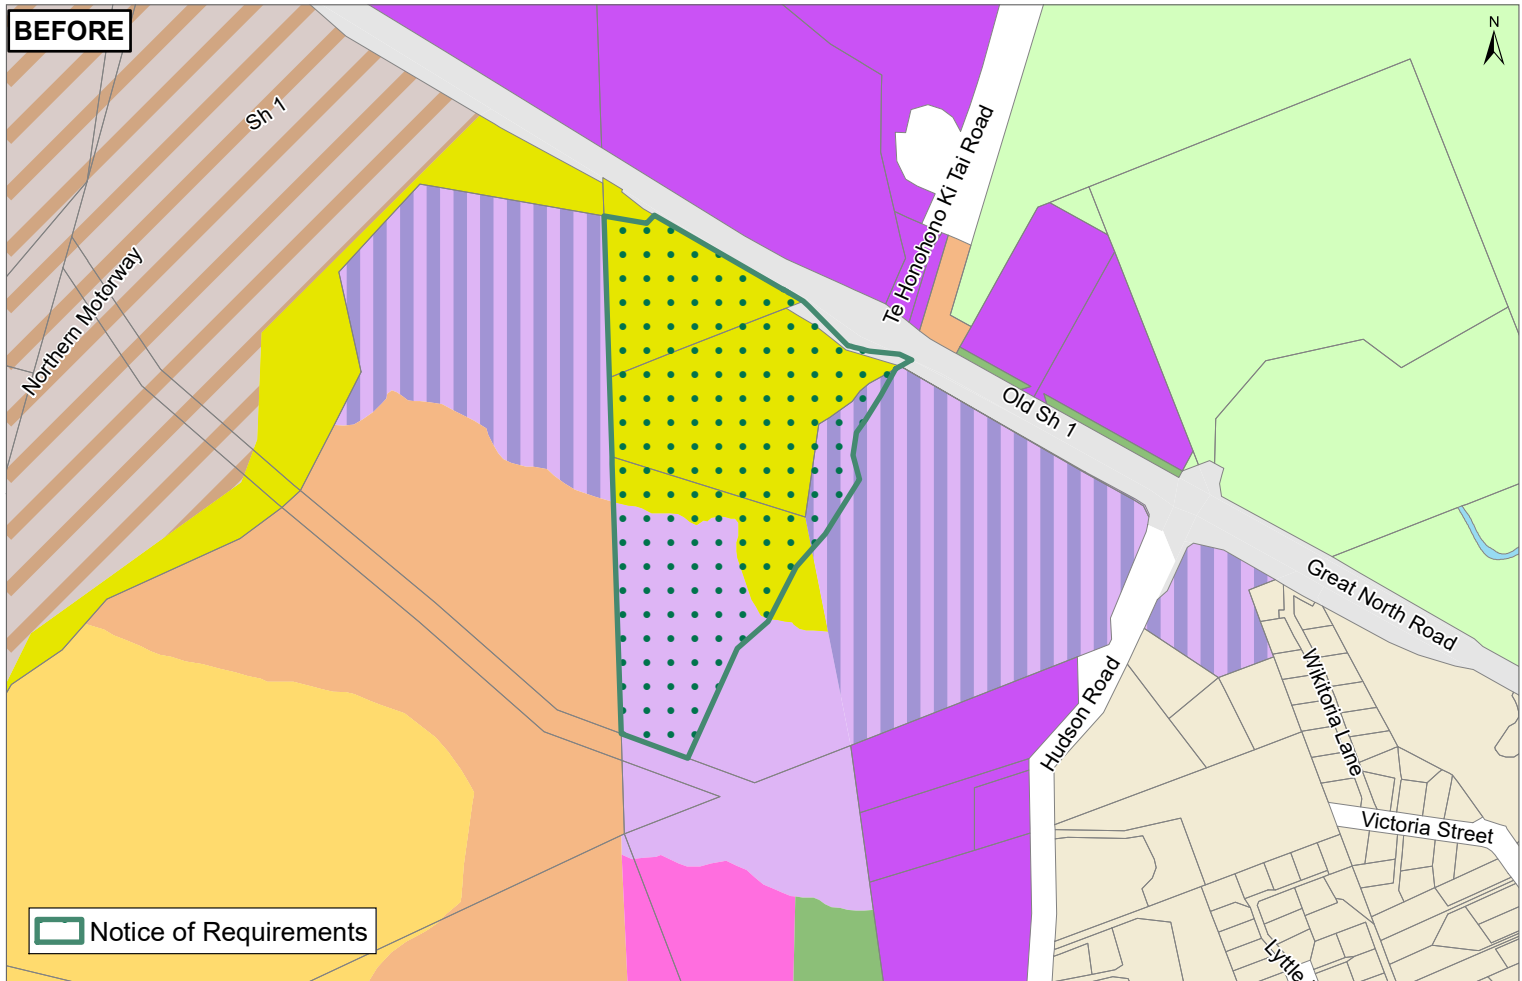 BEFORE
N
Sh 1
Te Honohono Ki Tai Road
Northern Motorway
Old Sh 1
Great North Road
Wikitoria Lane
Hudson Road
Victoria Street
Notice of Requirements
Lyttle